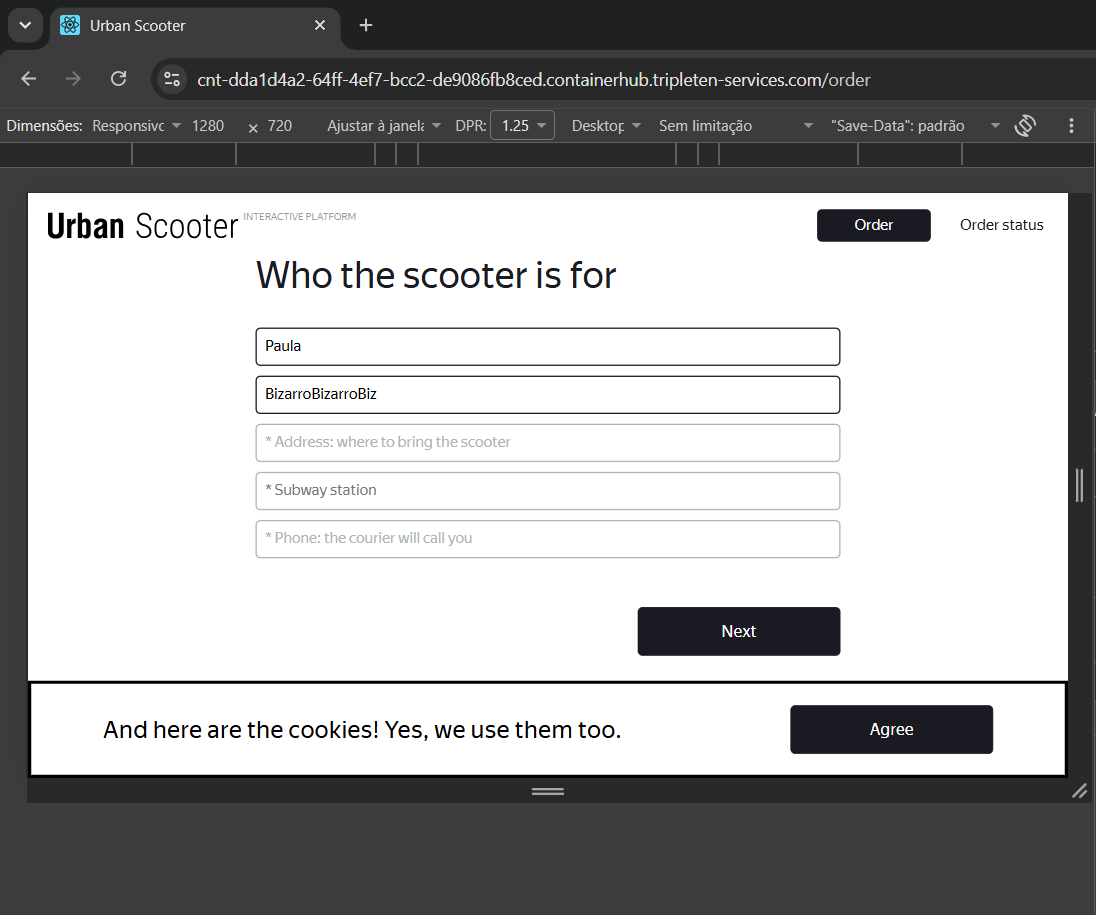 Urban Scooter
cnt-dda1d4a2-64ff-4ef7-bcc2-de9086fb8ced.containerhub.tripleten-services.com/order
Dimensões: Responsivo 1280 × 720 Ajustar à janela DPR: 1.25 Desktop Sem limitação "Save-Data": padrão
Urban Scooter INTERACTIVE PLATFORM Order Order status
Who the scooter is for
Paula
BizarroBizarroBiz
* Address: where to bring the scooter
* Subway station
* Phone: the courier will call you
Next
And here are the cookies! Yes, we use them too. Agree